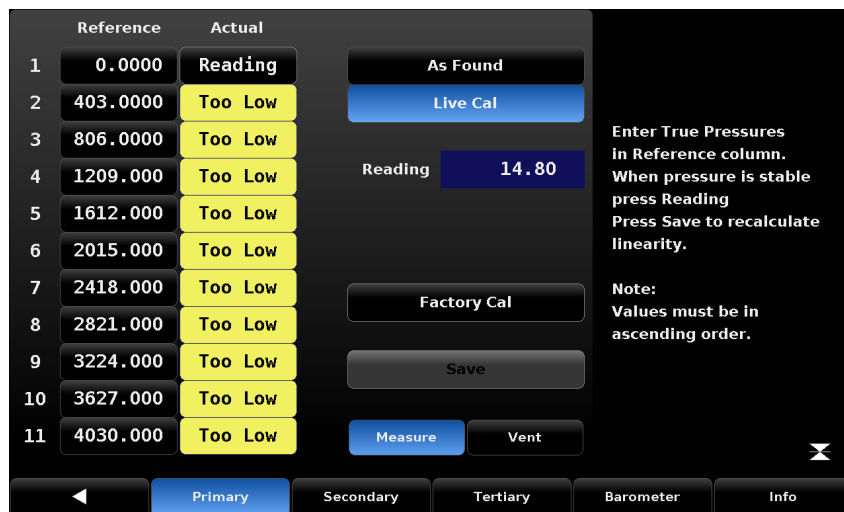 Reference Actual
1 0.0000 Reading
2 403.0000 Too Low
3 806.0000 Too Low
4 1209.000 Too Low
5 1612.000 Too Low
6 2015.000 Too Low
7 2418.000 Too Low
8 2821.000 Too Low
9 3224.000 Too Low
10 3627.000 Too Low
11 4030.000 Too Low
As Found
Live Cal
Reading 14.80
Factory Cal
Save
Measure Vent
Enter True Pressures
in Reference column.
When pressure is stable
press Reading
Press Save to recalculate
linearity.
Note:
Values must be in
ascending order.
Primary Secondary Tertiary Barometer Info